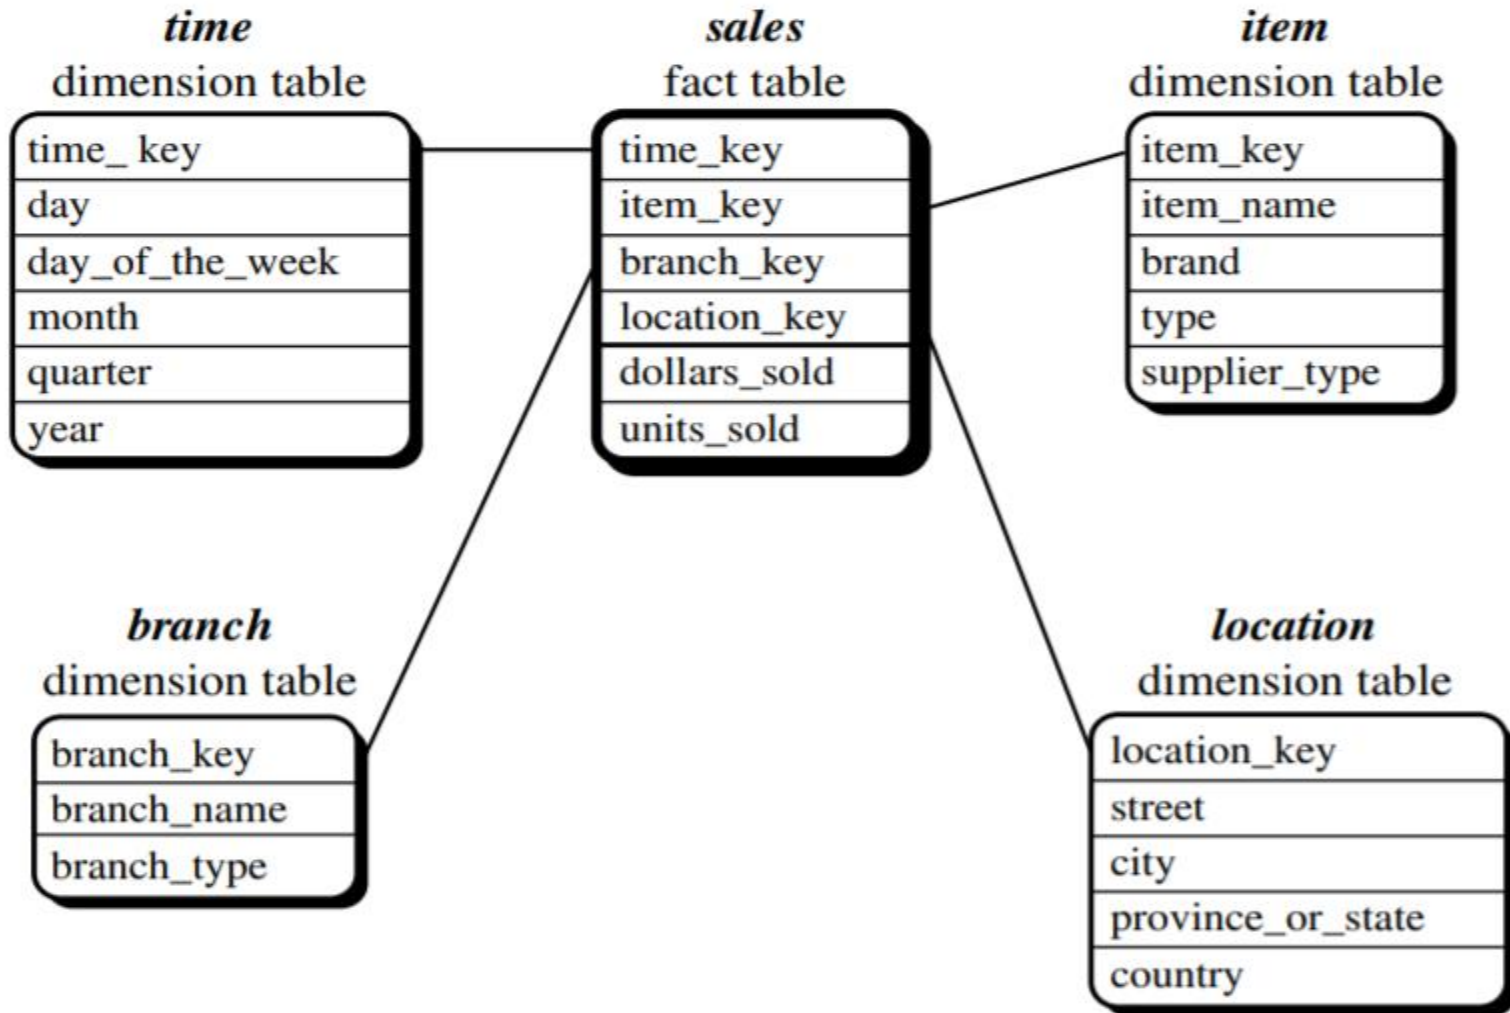 time
dimension table
time_ key
day
day_of_the_week
month
quarter
year
sales
fact table
time_key
item_key
branch_key
location_key
dollars_sold
units_sold
item
dimension table
item_key
item_name
brand
type
supplier_type
branch
dimension table
branch_key
branch_name
branch_type
location
dimension table
location_key
street
city
province_or_state
country